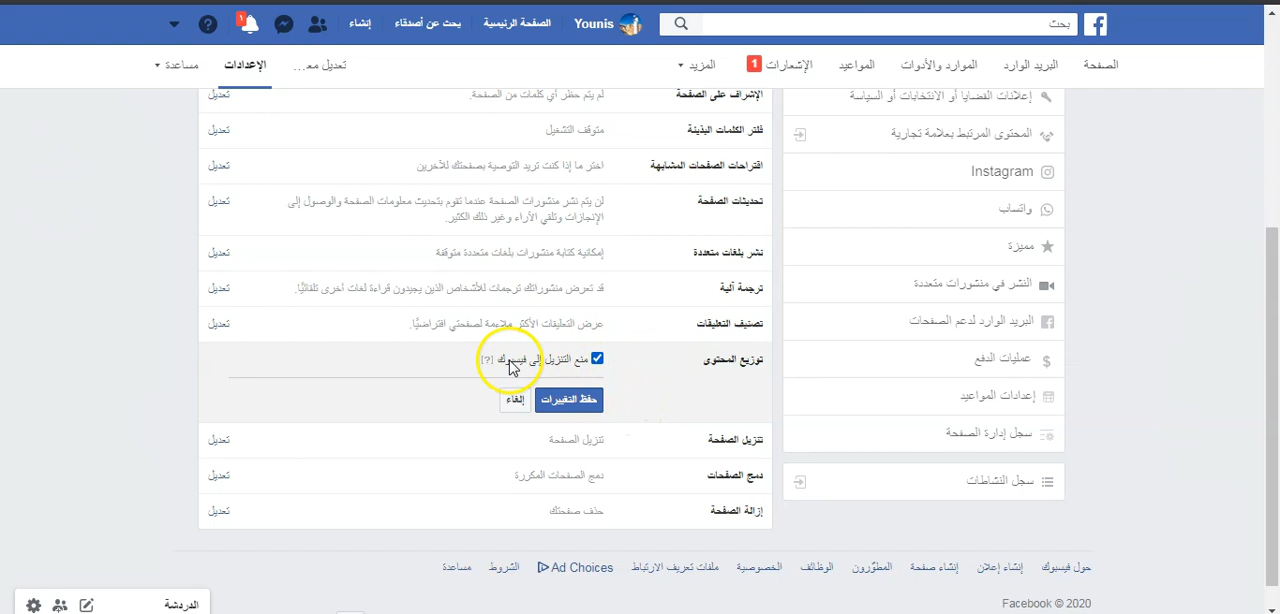 بحث
Younis
الصفحة الرئيسية
بحث عن أصدقاء
إنشاء
١
الصفحة
البريد الوارد
الموارد والأدوات
المواعيد
الإشعارات 1
المزيد
تعديل مع...
الإعدادات
مساعدة
إعلانات القضايا أو الانتخابات أو السياسة
المحتوى المرتبط بعلامة تجارية
Instagram
واتساب
مميزة
النشر في منشورات متعددة
البريد الوارد لدعم الصفحات
عمليات الدفع
إعدادات المواعيد
سجل إدارة الصفحة
سجل النشاطات
الإشراف على الصفحة لم يتم حظر أي كلمات من الصفحة. تعديل
فلتر الكلمات البذيئة متوقف التشغيل تعديل
اقتراحات الصفحات المشابهة اختر ما إذا كنت تريد التوصية بصفحتك للآخرين تعديل
تحديثات الصفحة لن يتم نشر منشورات الصفحة عندما تقوم بتحديث معلومات الصفحة والوصول إلى تعديل
الإنجازات وتلقي الآراء وغير ذلك الكثير.
نشر بلغات متعددة إمكانية كتابة منشورات بلغات متعددة متوقفة تعديل
ترجمة آلية قد تعرض منشوراتك ترجمات للأشخاص الذين يجيدون قراءة لغات أخرى تلقائيًا. تعديل
تصنيف التعليقات عرض التعليقات الأكثر ملاءمة لصفحتي افتراضيًا. تعديل
توزيع المحتوى منع التنزيل إلى فيسبوك [?]
حفظ التغييرات إلغاء
تنزيل الصفحة تنزيل الصفحة تعديل
دمج الصفحات دمج الصفحات المكررة تعديل
إزالة الصفحة حذف صفحتك تعديل
حول فيسبوك إنشاء إعلان إنشاء صفحة المطوّرون الوظائف الخصوصية ملفات تعريف الارتباط Ad Choices الشروط مساعدة
Facebook © 2020
الدردشة